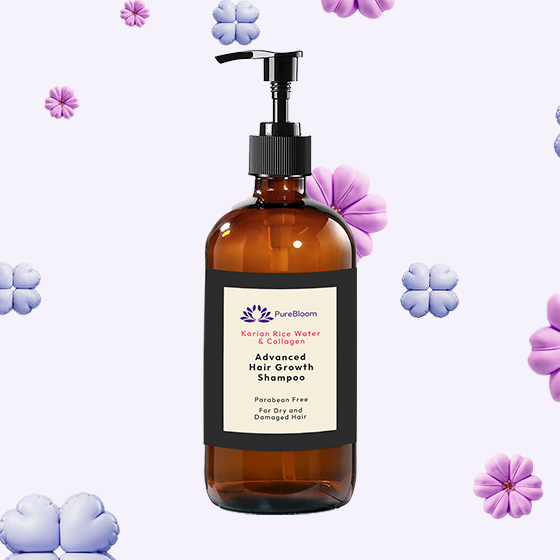 PureBloom
Korian Rice Water
& Collagen
Advanced
Hair Growth
Shampoo
Parabean Free
For Dry and
Damaged Hair